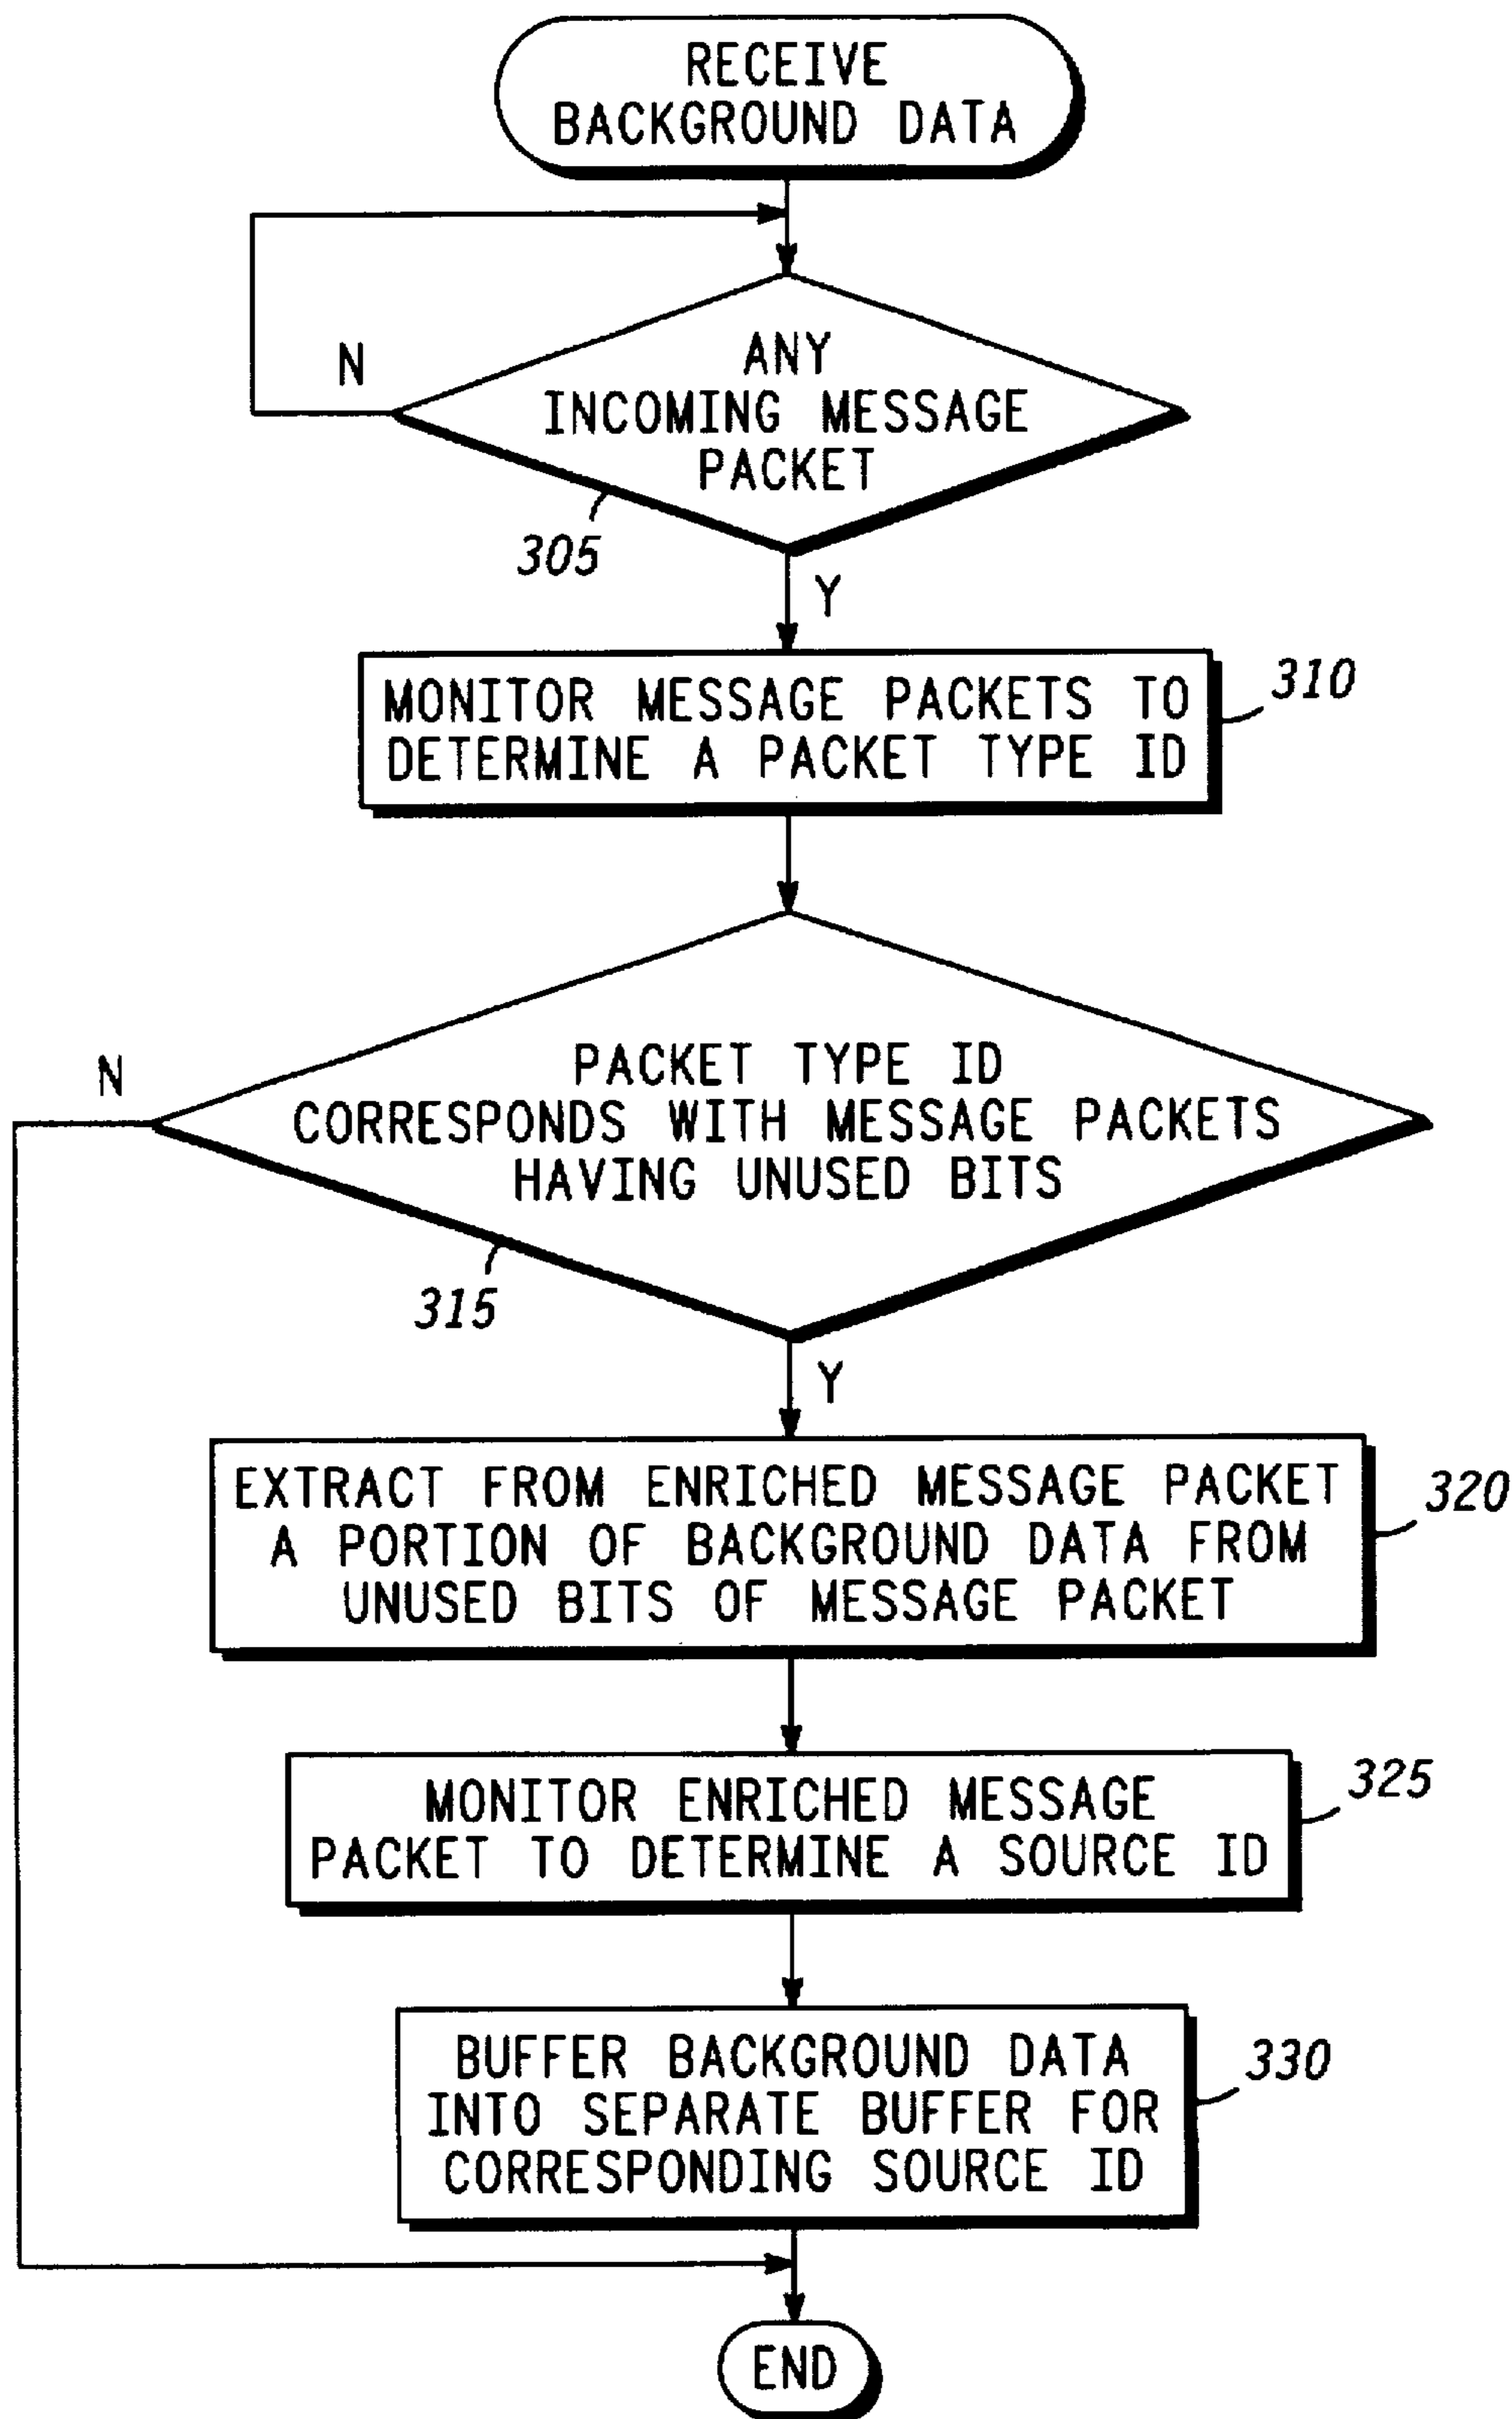 RECEIVE
BACKGROUND DATA
N
ANY
INCOMING MESSAGE
PACKET
305
Y
MONITOR MESSAGE PACKETS TO
DETERMINE A PACKET TYPE ID
310
N
PACKET TYPE ID
CORRESPONDS WITH MESSAGE PACKETS
HAVING UNUSED BITS
315
Y
EXTRACT FROM ENRICHED MESSAGE PACKET
A PORTION OF BACKGROUND DATA FROM
UNUSED BITS OF MESSAGE PACKET
320
MONITOR ENRICHED MESSAGE
PACKET TO DETERMINE A SOURCE ID
325
BUFFER BACKGROUND DATA
INTO SEPARATE BUFFER FOR
CORRESPONDING SOURCE ID
330
END